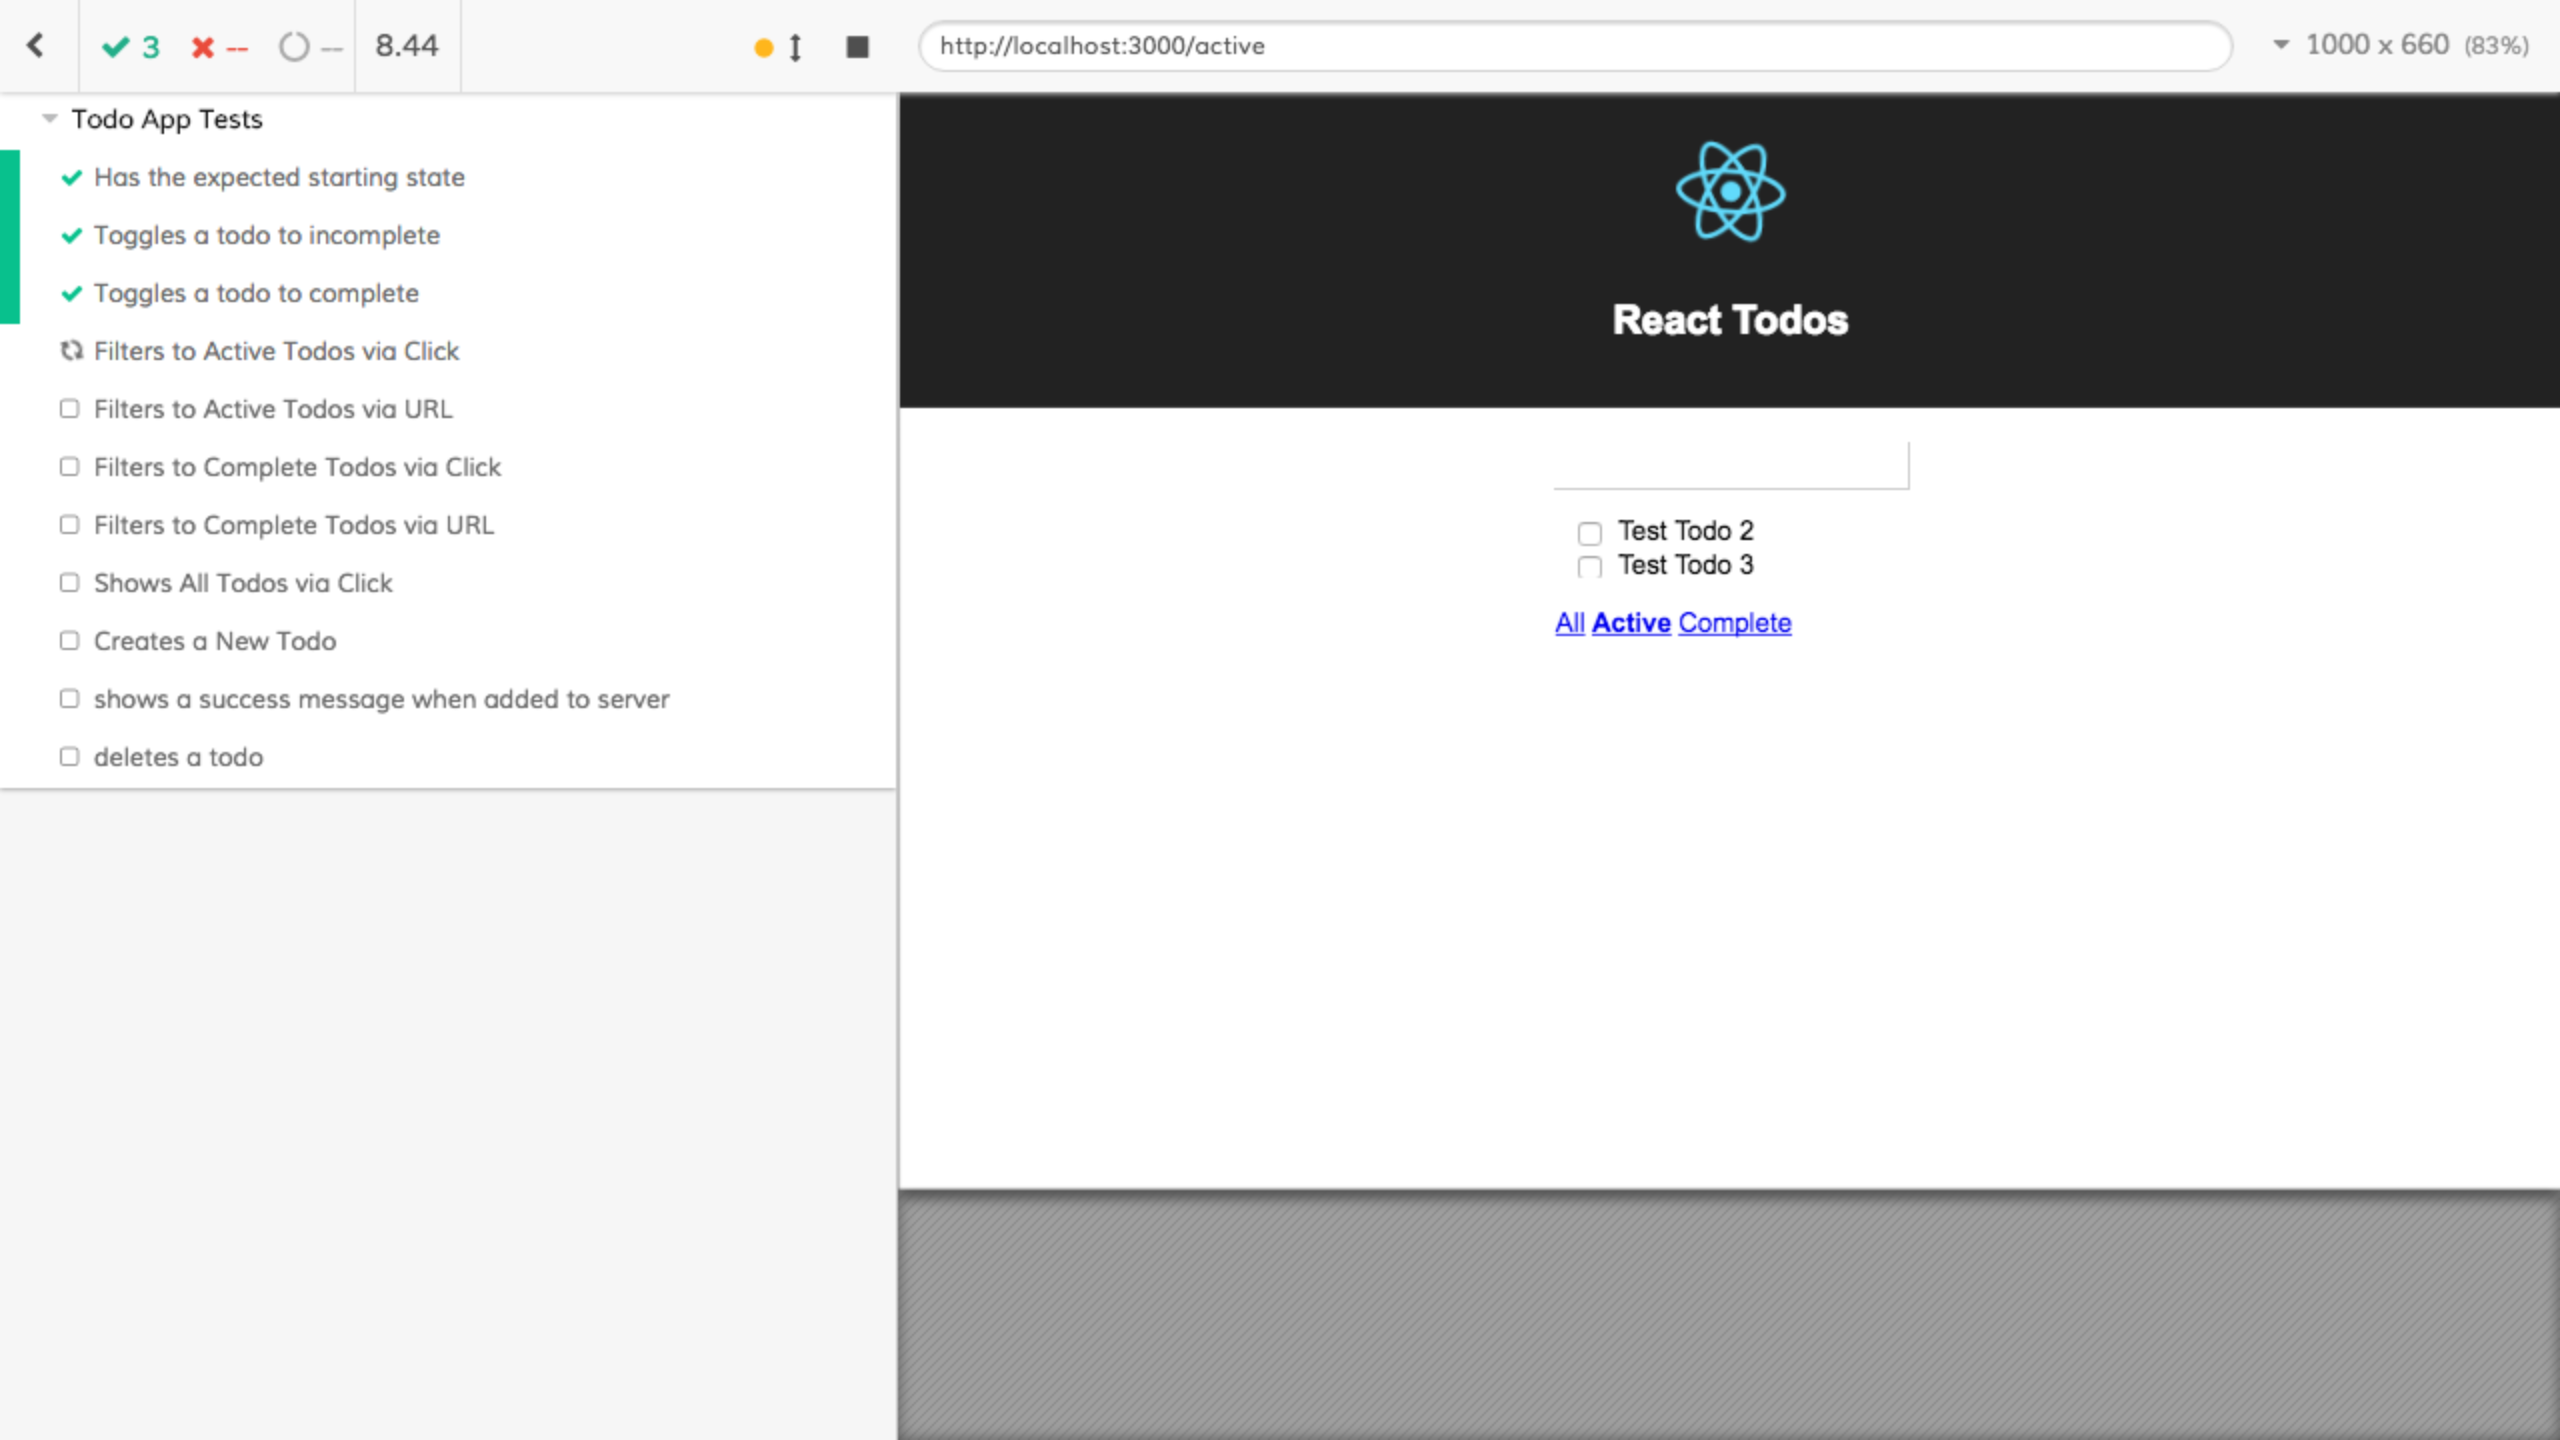 3 -- -- 8.44
http://localhost:3000/active
1000 x 660 (83%)
Todo App Tests
Has the expected starting state
Toggles a todo to incomplete
Toggles a todo to complete
Filters to Active Todos via Click
Filters to Active Todos via URL
Filters to Complete Todos via Click
Filters to Complete Todos via URL
Shows All Todos via Click
Creates a New Todo
shows a success message when added to server
deletes a todo
React Todos
Test Todo 2
Test Todo 3
All Active Complete